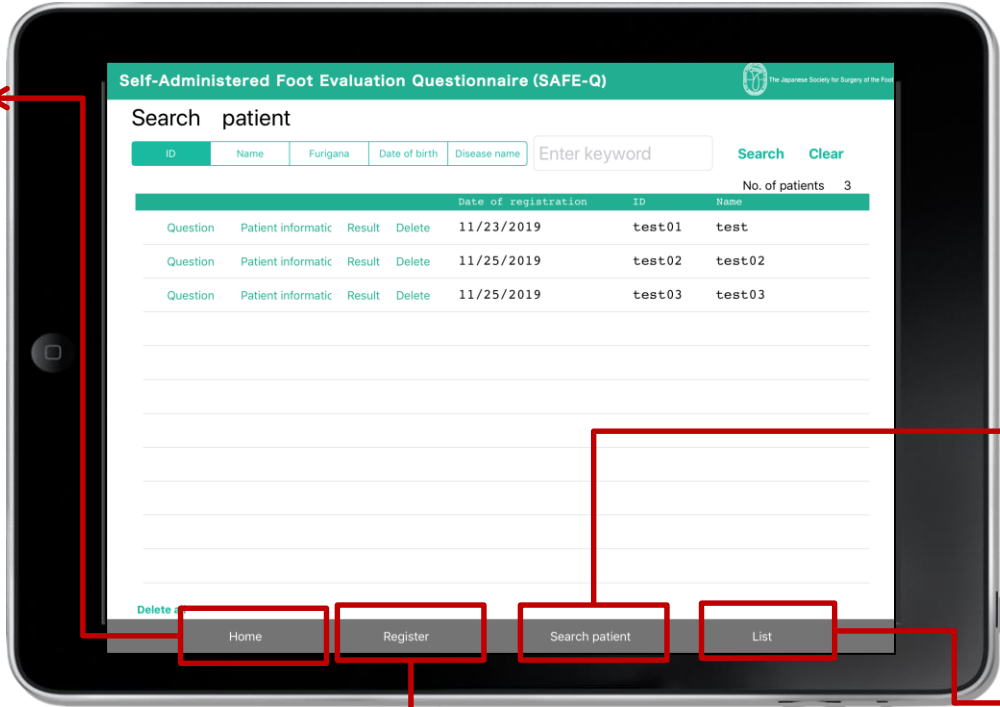 Self-Administered Foot Evaluation Questionnaire (SAFE-Q)
The Japanese Society for Surgery of the Foot
Search patient
ID Name Furigana Date of birth Disease name Enter keyword Search Clear
No. of patients 3
Date of registration ID Name
Question Patient informatic Result Delete 11/23/2019 test01 test
Question Patient informatic Result Delete 11/25/2019 test02 test02
Question Patient informatic Result Delete 11/25/2019 test03 test03
Delete
Home Register Search patient List